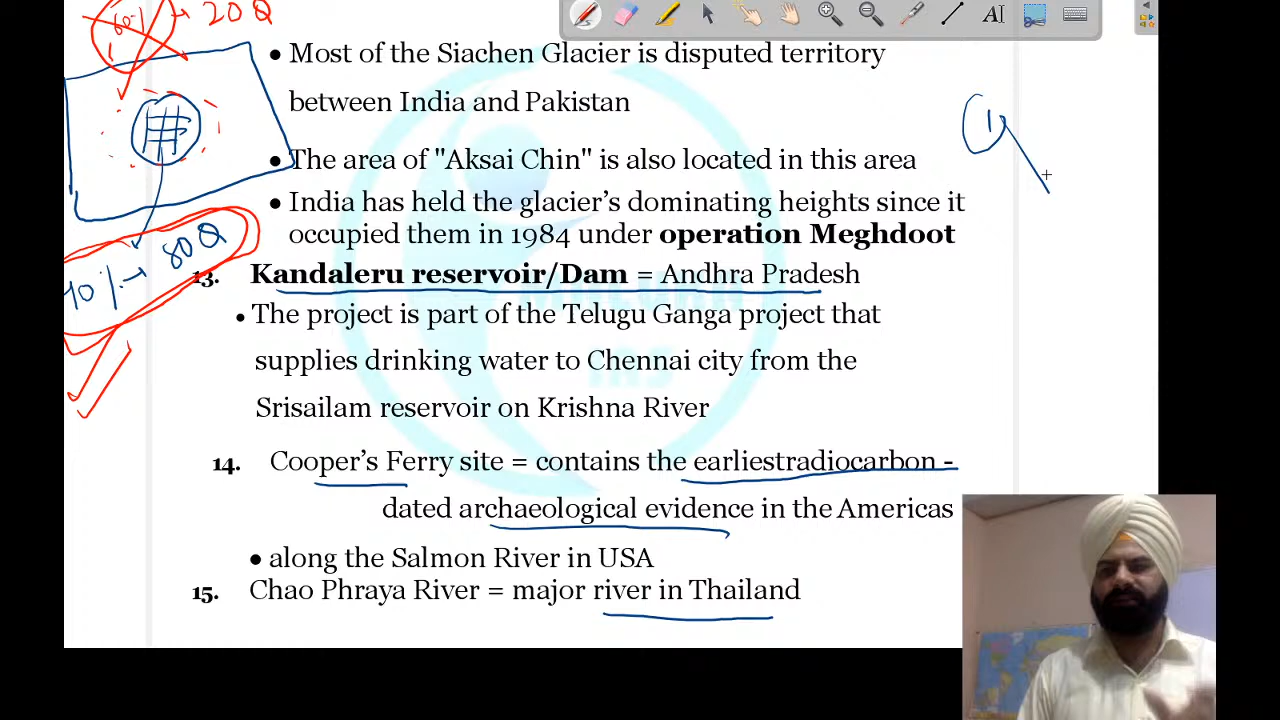 20 Q
• Most of the Siachen Glacier is disputed territory
between India and Pakistan
• The area of "Aksai Chin" is also located in this area
• India has held the glacier's dominating heights since it
occupied them in 1984 under operation Meghdoot
80 Q
13. Kandaleru reservoir/Dam = Andhra Pradesh
• The project is part of the Telugu Ganga project that
supplies drinking water to Chennai city from the
Srisailam reservoir on Krishna River
14. Cooper's Ferry site = contains the earliestradiocarbon -
dated archaeological evidence in the Americas
• along the Salmon River in USA
15. Chao Phraya River = major river in Thailand